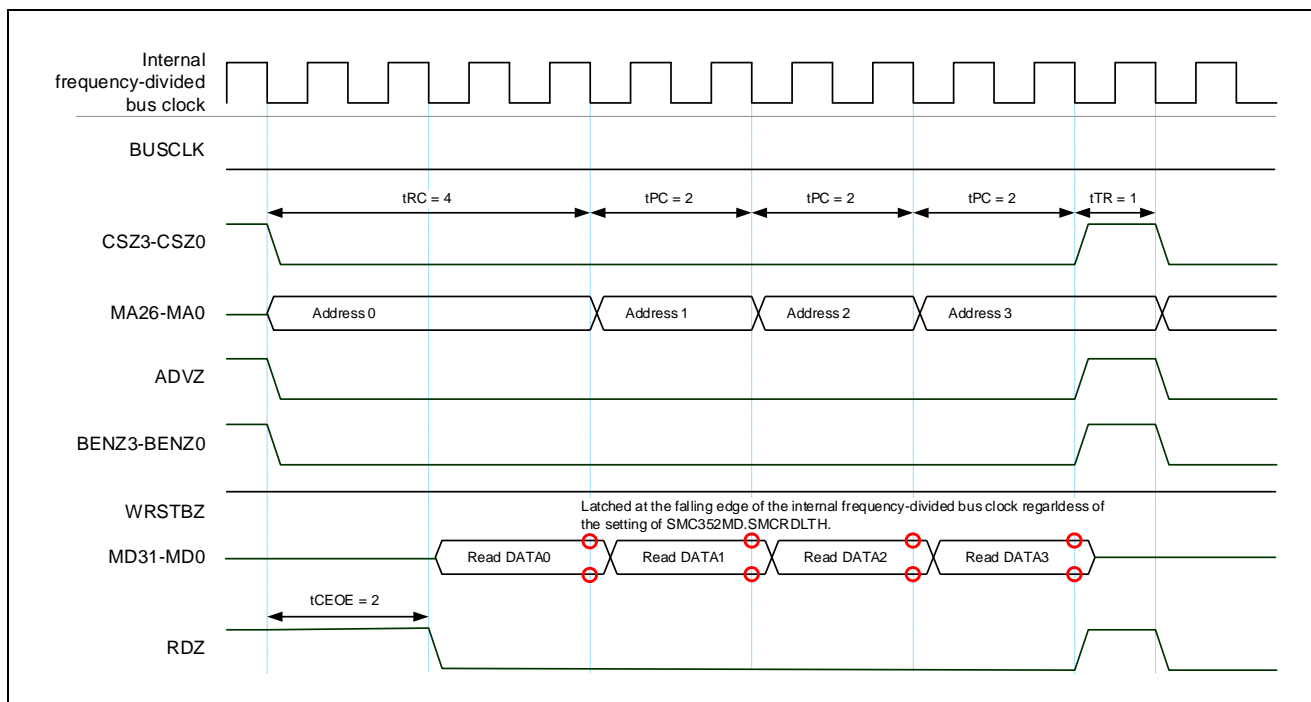 Internal
frequency-divided
bus clock
BUSCLK
tRC = 4
tPC = 2
tPC = 2
tPC = 2
tTR = 1
CSZ3-CSZ0
MA26-MA0
Address 0
Address 1
Address 2
Address 3
ADVZ
BENZ3-BENZ0
WRSTBZ
Latched at the falling edge of the internal frequency-divided bus clock regarldess of
the setting of SMC352MD.SMCRDLTH.
MD31-MD0
Read DATA0
Read DATA1
Read DATA2
Read DATA3
tCEOE = 2
RDZ